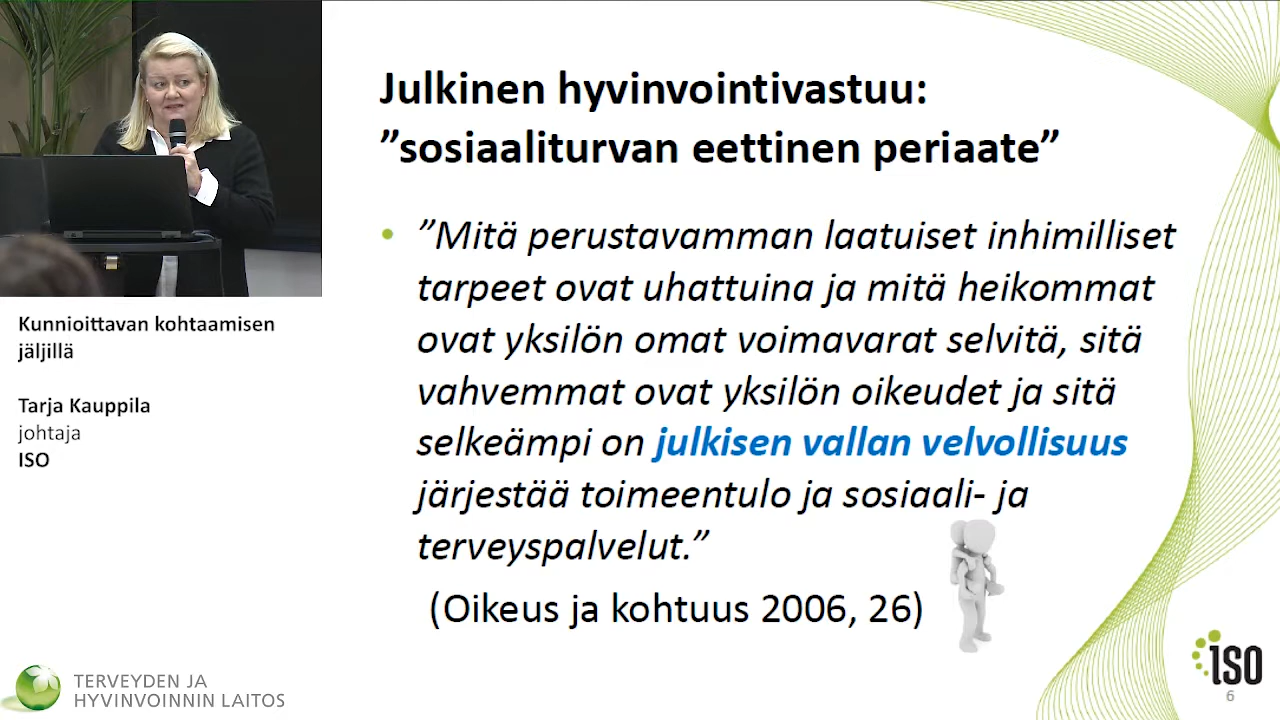 Julkinen hyvinvointivastuu:
”sosiaaliturvan eettinen periaate”
”Mitä perustavamman laatuiset inhimilliset
tarpeet ovat uhattuina ja mitä heikommat
ovat yksilön omat voimavarat selvitä, sitä
vahvemmat ovat yksilön oikeudet ja sitä
selkeämpi on julkisen vallan velvollisuus
järjestää toimeentulo ja sosiaali- ja
terveyspalvelut.”
(Oikeus ja kohtuus 2006, 26)
Kunnioittavan kohtaamisen
jäljillä
Tarja Kauppila
johtaja
ISO
TERVEYDEN JA
HYVINVOINNIN LAITOS
ISO
6